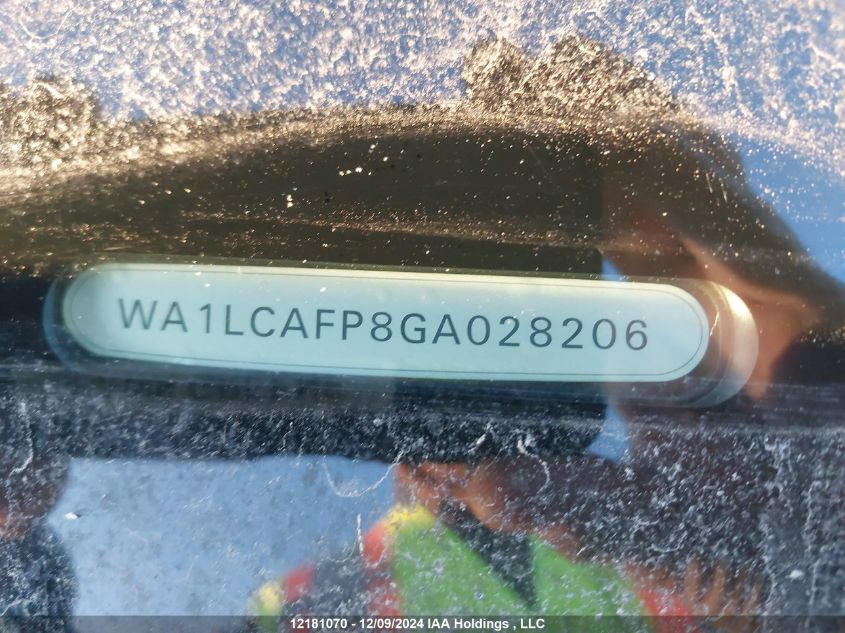 WA1LCAFP8GA028206
12181070 - 12/09/2024 IAA Holdings , LLC